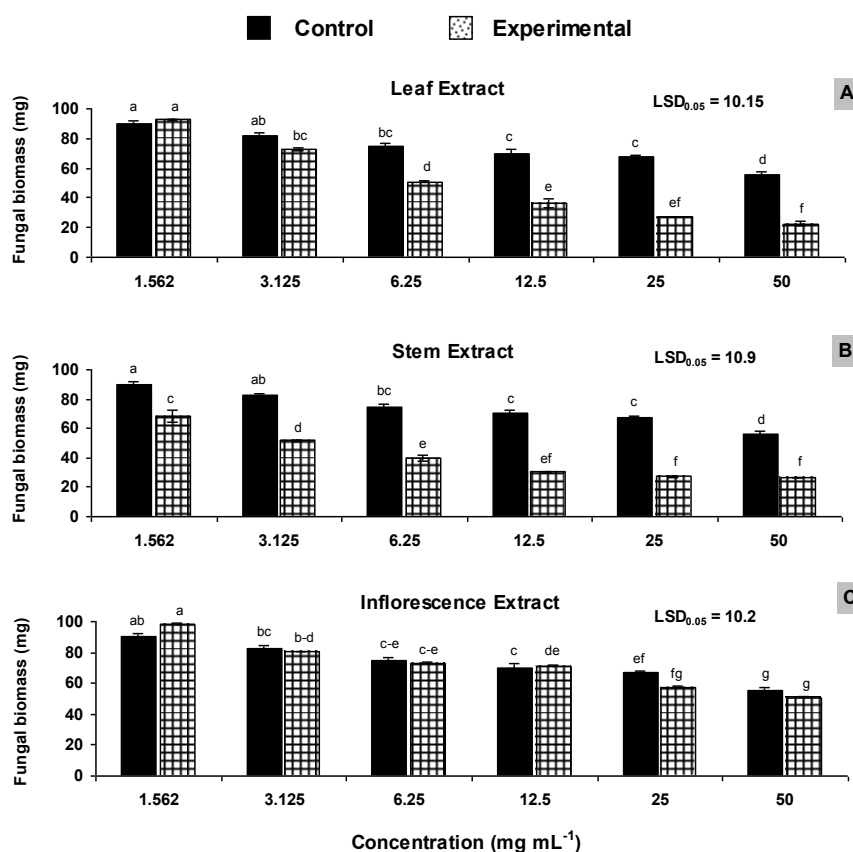 Control Experimental
Leaf Extract
LSD0.05 = 10.15
A
Fungal biomass (mg)
100
80
60
40
20
0
a a ab bc bc d c e c ef d f
1.562 3.125 6.25 12.5 25 50
Stem Extract
LSD0.05 = 10.9
B
Fungal biomass (mg)
100
80
60
40
20
0
a c ab d bc e c ef c f d f
1.562 3.125 6.25 12.5 25 50
Inflorescence Extract
LSD0.05 = 10.2
C
Fungal biomass (mg)
100
80
60
40
20
0
ab a bc b-d c-e c-e c de ef fg g g
1.562 3.125 6.25 12.5 25 50
Concentration (mg mL-1)